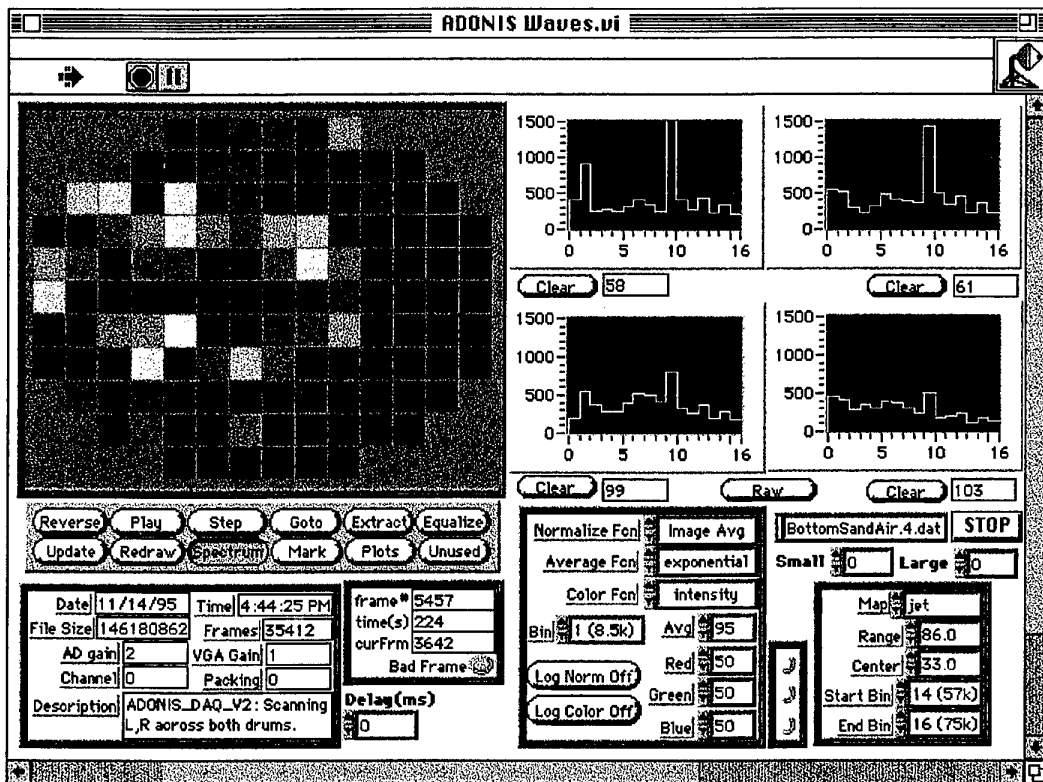 ADONIS Waves.vi
1500
1000
500
0
0 5 10 16
1500
1000
500
0
0 5 10 16
Clear 58
Clear 61
1500
1000
500
0
0 5 10 16
1500
1000
500
0
0 5 10 16
Clear 99
Raw
Clear 103
Reverse Play Step Goto Extract Equalize
Update Redraw Spectrum Mark Plots Unused
Date 11/14/95 Time 4:44:25 PM
File Size 146180862 Frames 35412
AD gain 2 VGA Gain 1
Channel 0 Packing 0
Description ADONIS_DAQ_V2: Scanning
L,R across both drums.
frame# 5457
time(s) 224
curFrm 3642
Bad Frame
Delay(ms)
0
Normalize Fcn Image Avg
Average Fcn exponential
Color Fcn intensity
Bin 1 (8.5k) Avg 95
Log Norm Off Red 50
Log Color Off Green 50
Blue 50
BottomSandAir.4.dat STOP
Small 0 Large 0
Map jet
Range 86.0
Center 33.0
Start Bin 14 (57k)
End Bin 16 (75k)